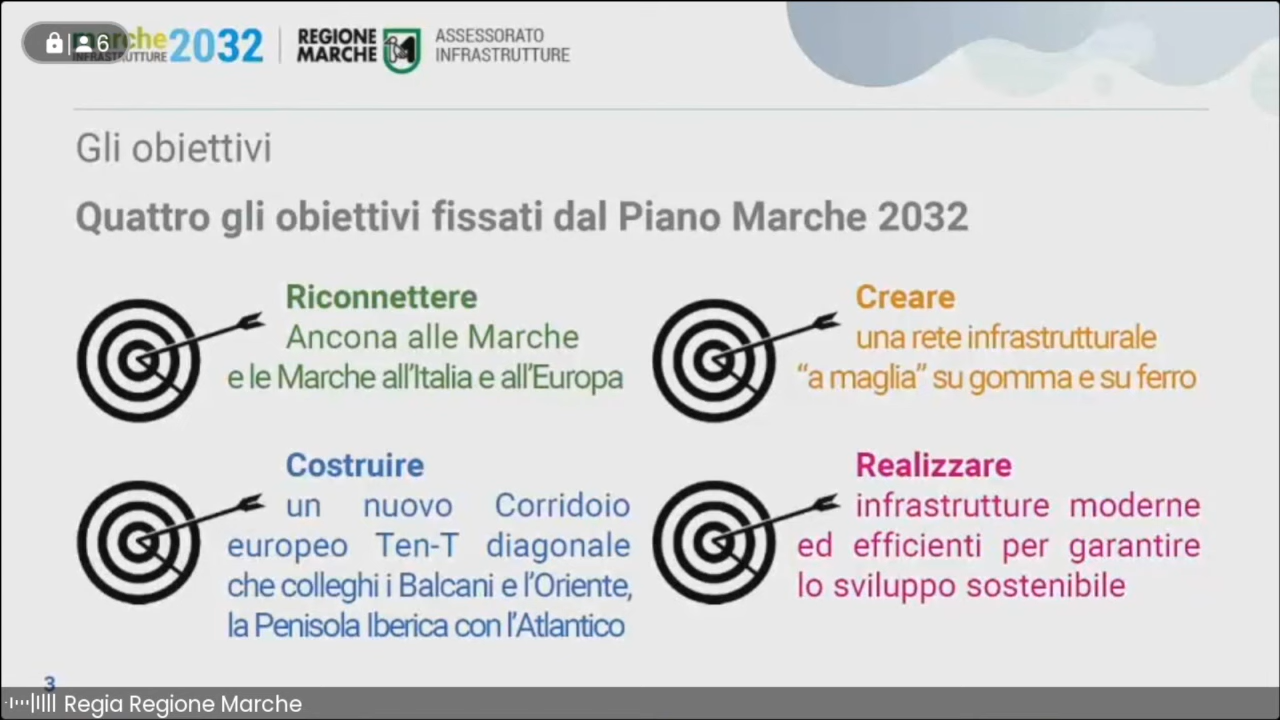 6
marche
INFRASTRUTTURE 2032
REGIONE
MARCHE
ASSESSORATO
INFRASTRUTTURE
Gli obiettivi
Quattro gli obiettivi fissati dal Piano Marche 2032
Riconnettere
Ancona alle Marche
e le Marche all'Italia e all'Europa
Creare
una rete infrastrutturale
“a maglia” su gomma e su ferro
Costruire
un nuovo Corridoio
europeo Ten-T diagonale
che colleghi i Balcani e l'Oriente,
la Penisola Iberica con l'Atlantico
Realizzare
infrastrutture moderne
ed efficienti per garantire
lo sviluppo sostenibile
3
Regia Regione Marche